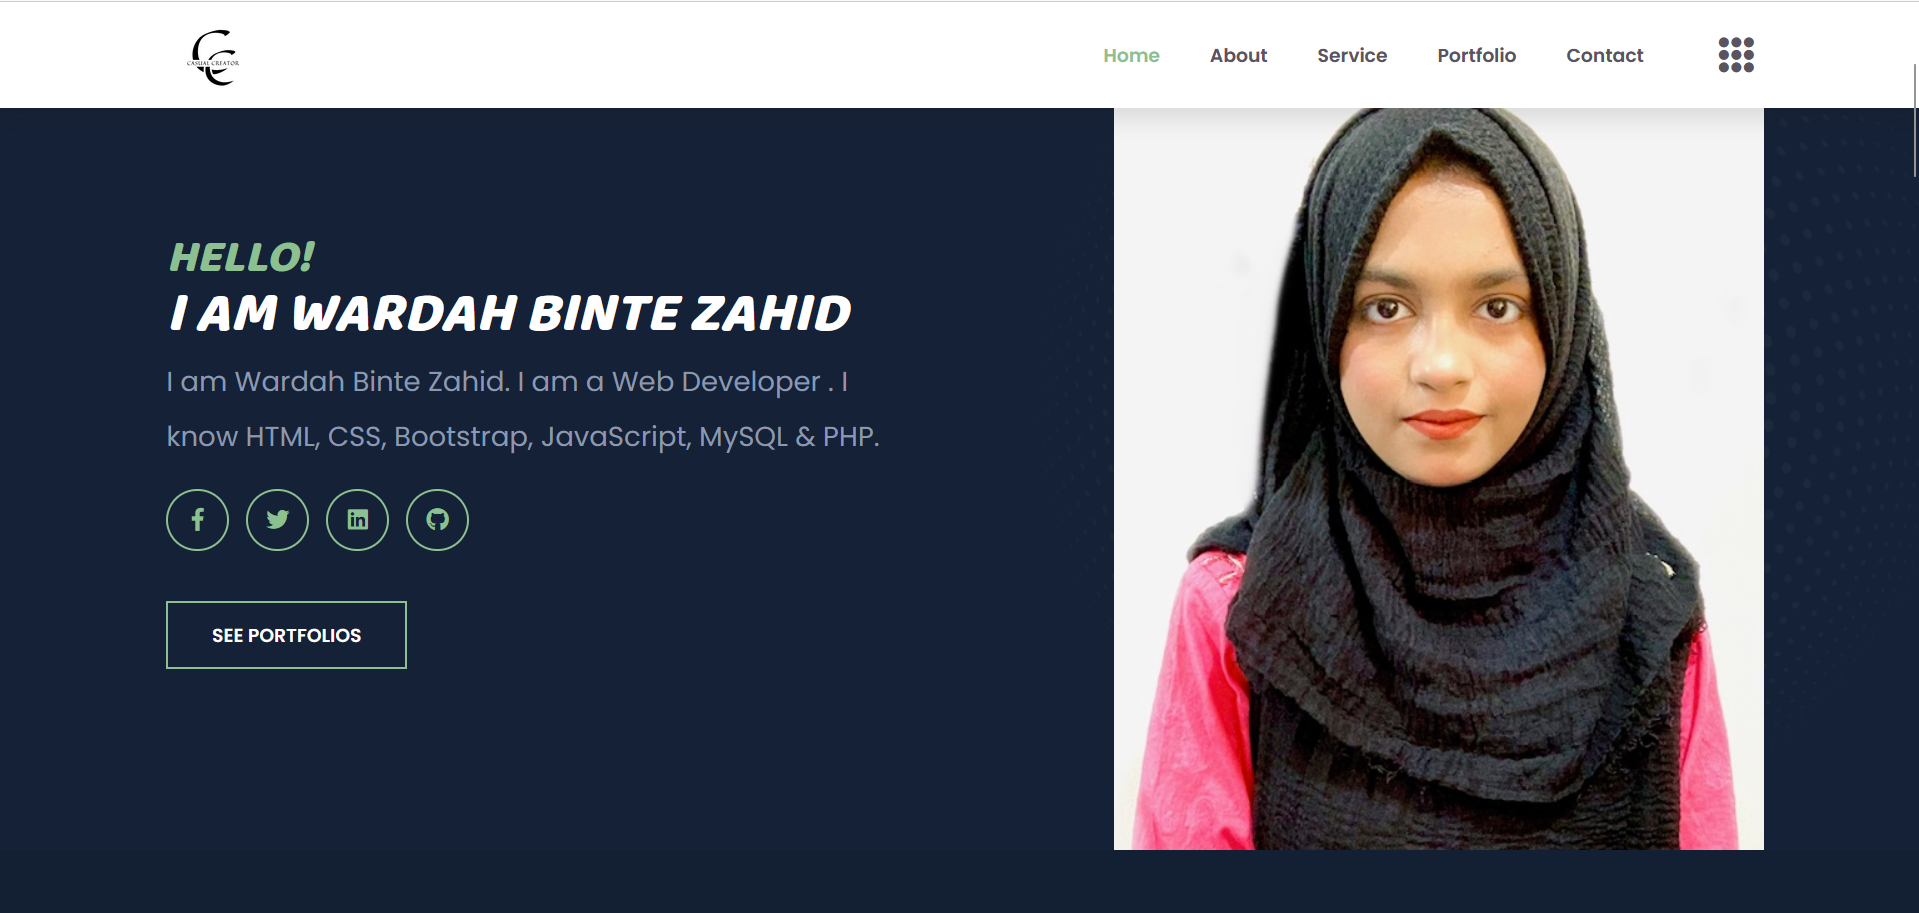 CASUAL CREATOR
Home About Service Portfolio Contact
HELLO!
I AM WARDAH BINTE ZAHID
I am Wardah Binte Zahid. I am a Web Developer . I
know HTML, CSS, Bootstrap, JavaScript, MySQL & PHP.
SEE PORTFOLIOS